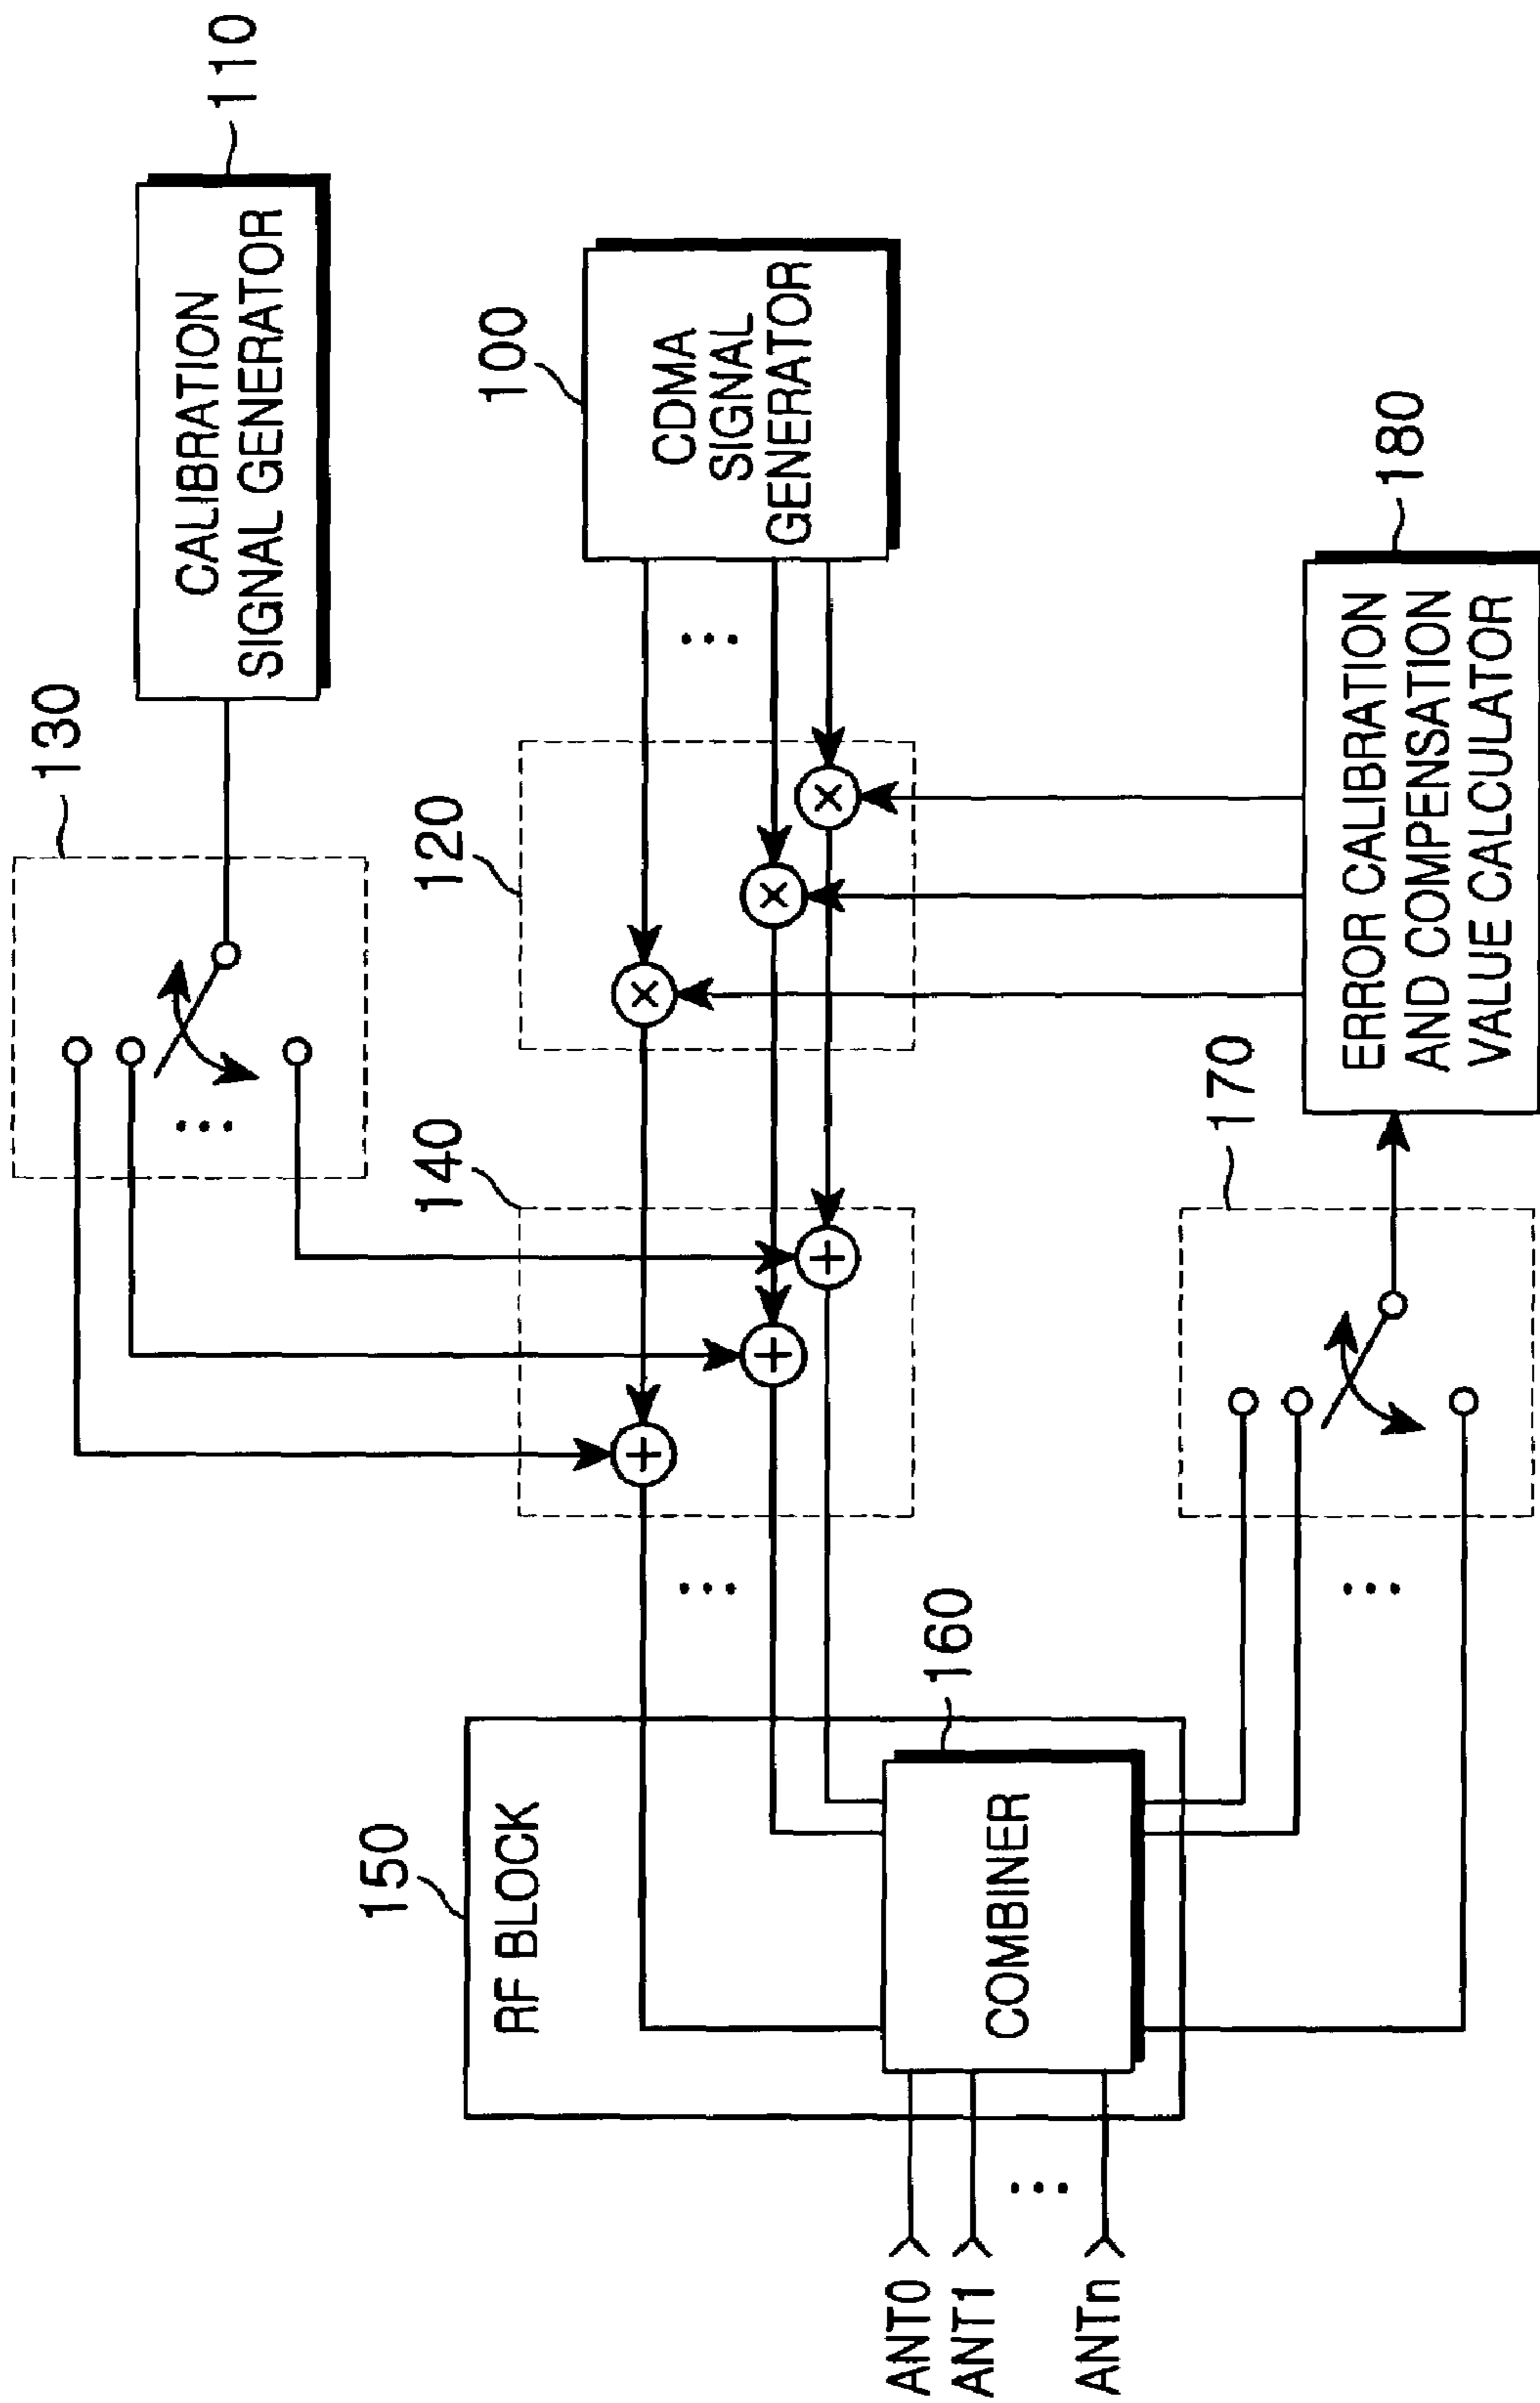 110
CALIBRATION
SIGNAL GENERATOR
130
100
CDMA
SIGNAL
GENERATOR
120
140
180
ERROR CALIBRATION
AND COMPENSATION
VALUE CALCULATOR
170
160
150
RF BLOCK
COMBINER
ANT0
ANT1
ANTn